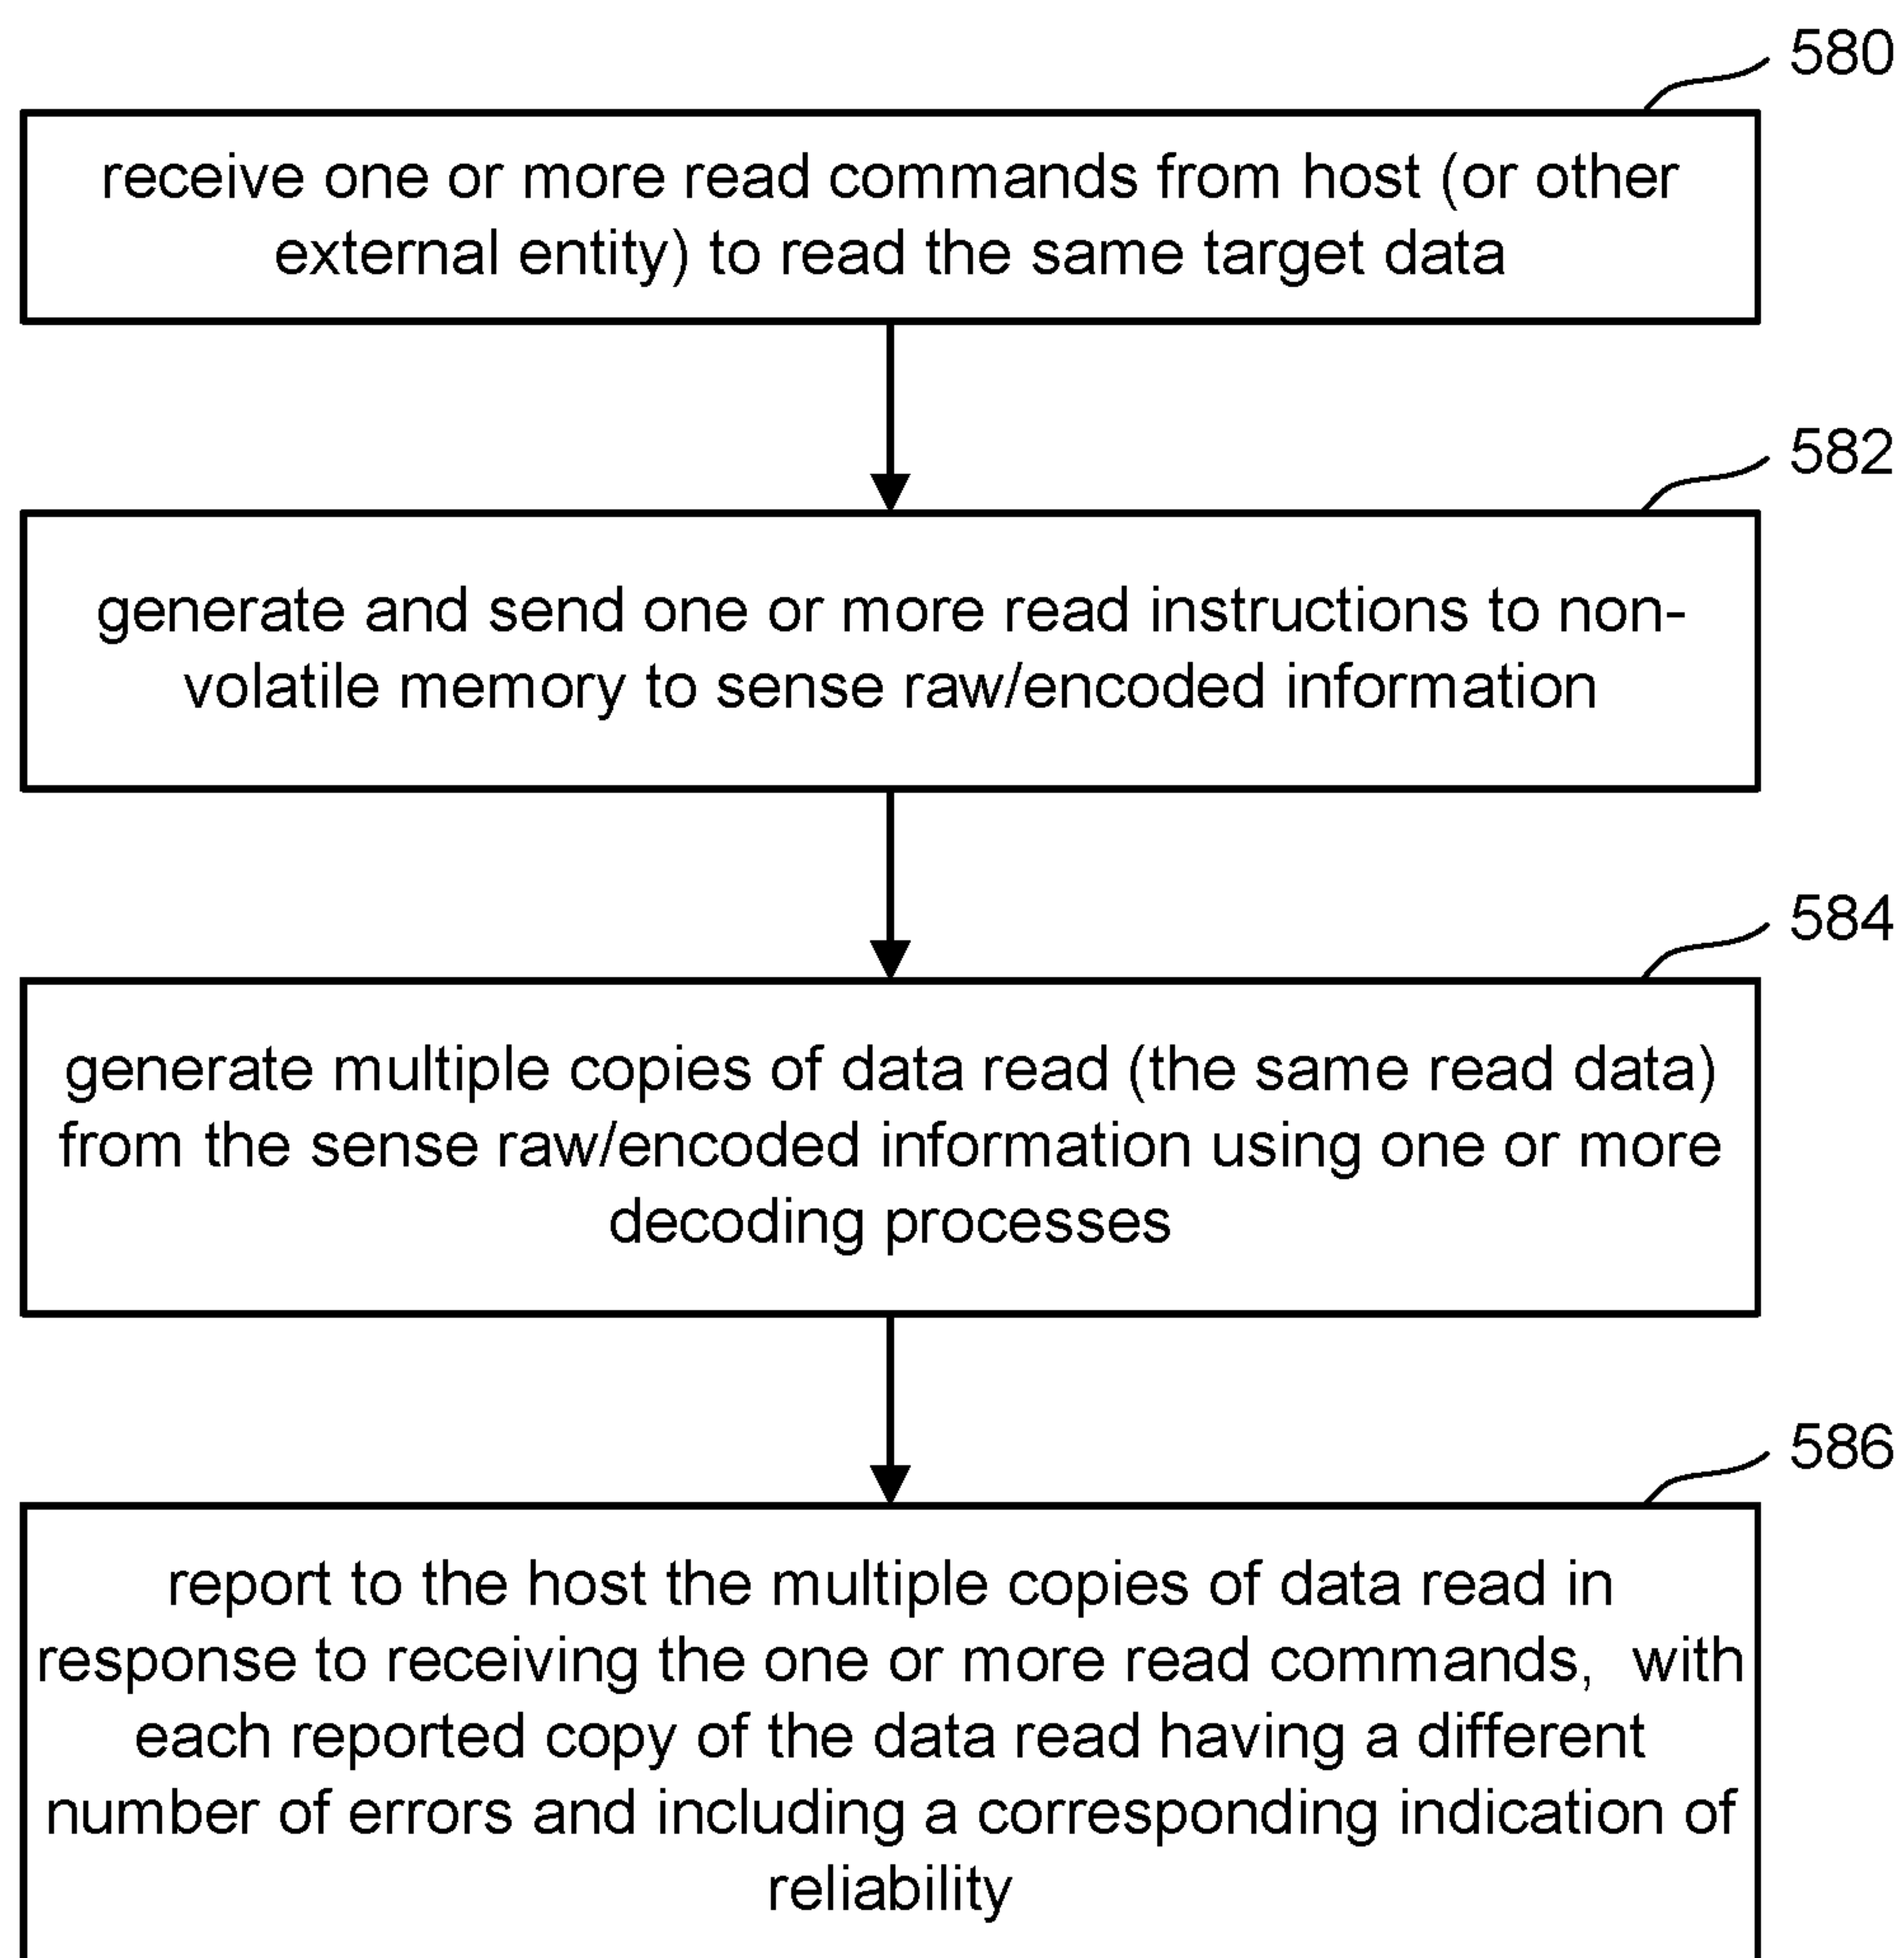 580
receive one or more read commands from host (or other
external entity) to read the same target data
582
generate and send one or more read instructions to non-
volatile memory to sense raw/encoded information
584
generate multiple copies of data read (the same read data)
from the sense raw/encoded information using one or more
decoding processes
586
report to the host the multiple copies of data read in
response to receiving the one or more read commands,  with
each reported copy of the data read having a different
number of errors and including a corresponding indication of
reliability